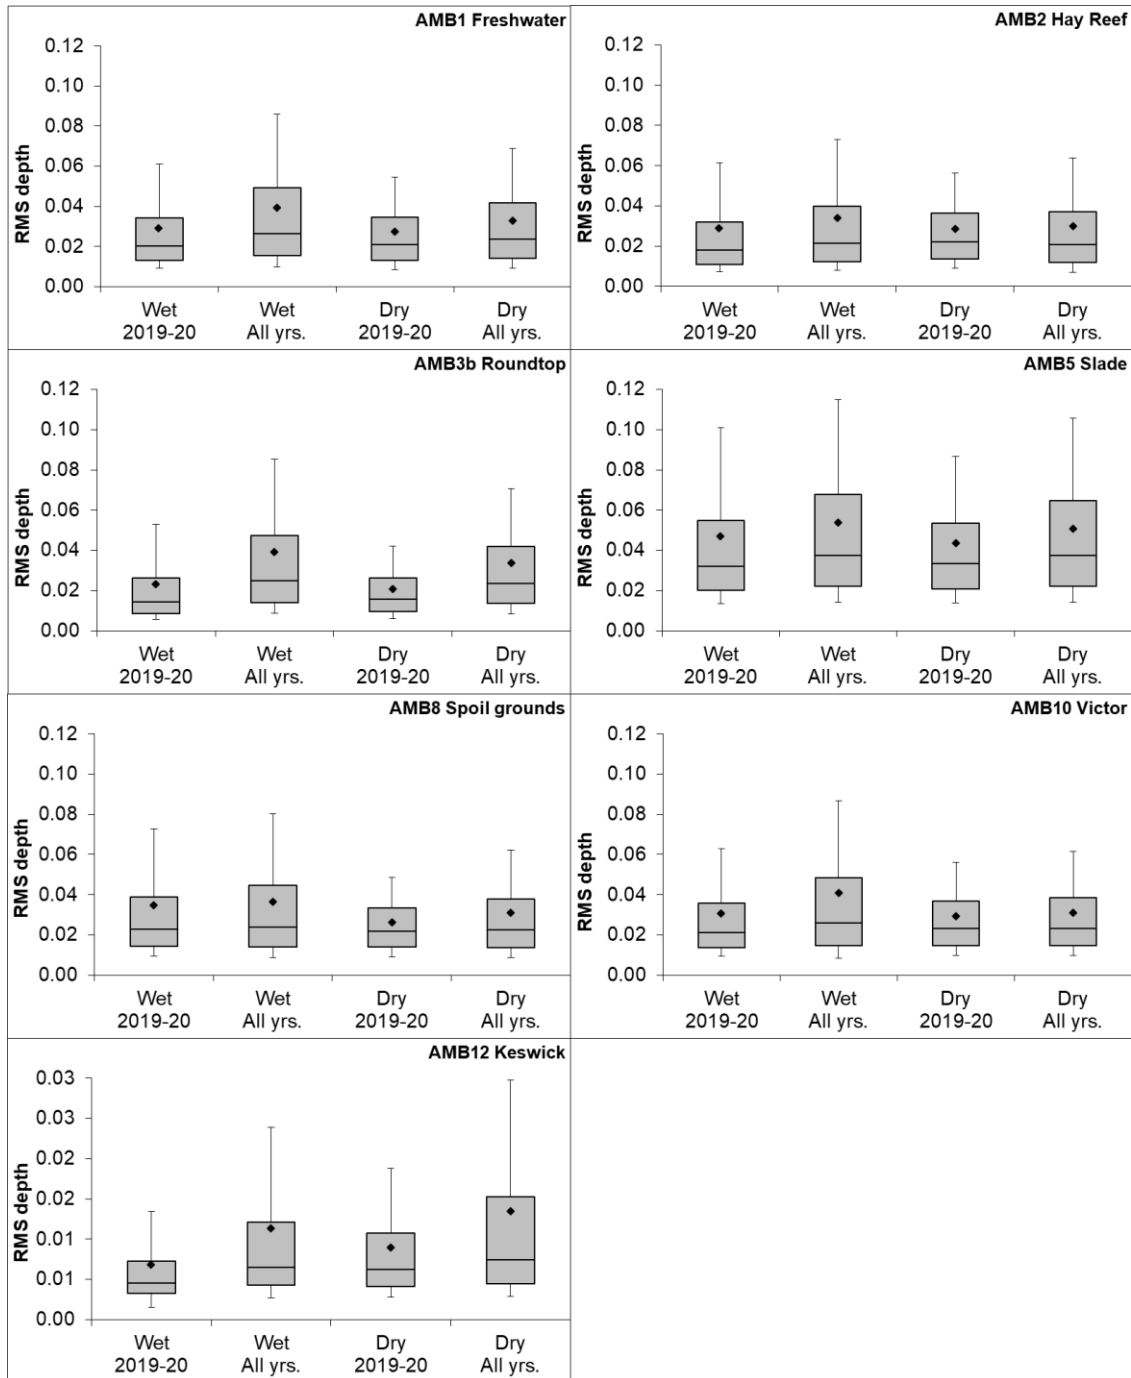 AMB1 Freshwater
0.12
0.10
0.08
0.06
0.04
0.02
0.00
RMS depth
Wet Wet Dry Dry
2019-20 All yrs. 2019-20 All yrs.
AMB2 Hay Reef
0.12
0.10
0.08
0.06
0.04
0.02
0.00
RMS depth
Wet Wet Dry Dry
2019-20 All yrs. 2019-20 All yrs.
AMB3b Roundtop
0.12
0.10
0.08
0.06
0.04
0.02
0.00
RMS depth
Wet Wet Dry Dry
2019-20 All yrs. 2019-20 All yrs.
AMB5 Slade
0.12
0.10
0.08
0.06
0.04
0.02
0.00
RMS depth
Wet Wet Dry Dry
2019-20 All yrs. 2019-20 All yrs.
AMB8 Spoil grounds
0.12
0.10
0.08
0.06
0.04
0.02
0.00
RMS depth
Wet Wet Dry Dry
2019-20 All yrs. 2019-20 All yrs.
AMB10 Victor
0.12
0.10
0.08
0.06
0.04
0.02
0.00
RMS depth
Wet Wet Dry Dry
2019-20 All yrs. 2019-20 All yrs.
AMB12 Keswick
0.03
0.03
0.02
0.02
0.01
0.01
0.00
RMS depth
Wet Wet Dry Dry
2019-20 All yrs. 2019-20 All yrs.